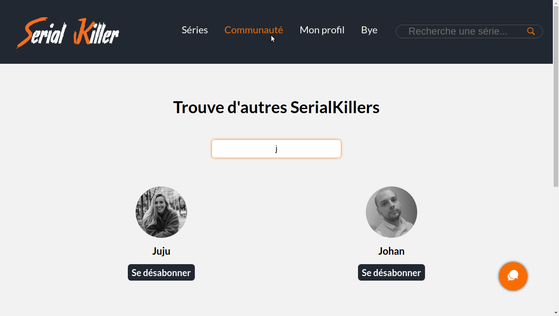 Serial Killer
Séries Communauté Mon profil Bye Recherche une série...
Trouve d'autres SerialKillers
j
Juju Johan
Se désabonner Se désabonner